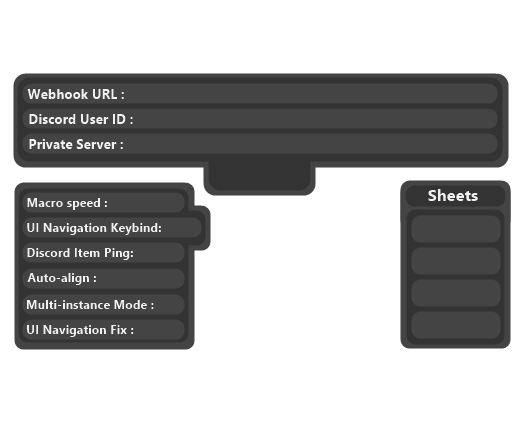 Webhook URL :
Discord User ID :
Private Server :
Macro speed :
UI Navigation Keybind:
Discord Item Ping:
Auto-align :
Multi-instance Mode :
UI Navigation Fix :
Sheets